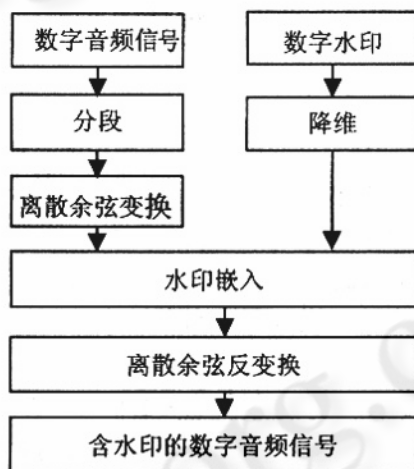 数字音频信号
数字水印
分段
降维
离散余弦变换
水印嵌入
离散余弦反变换
含水印的数字音频信号